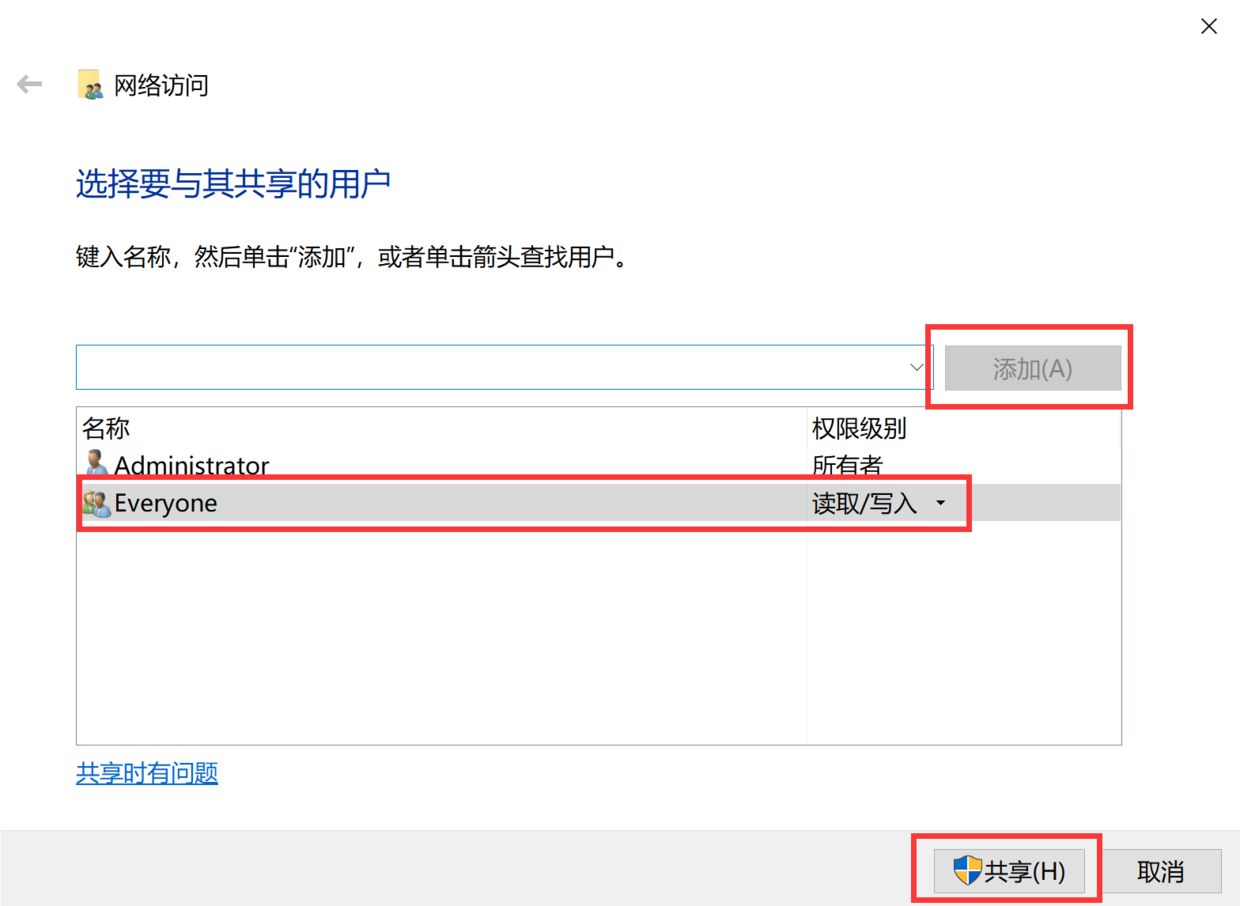 网络访问
选择要与其共享的用户
键入名称，然后单击“添加”，或者单击箭头查找用户。
添加(A)
名称 权限级别
Administrator 所有者
Everyone 读取/写入
共享时有问题
共享(H) 取消